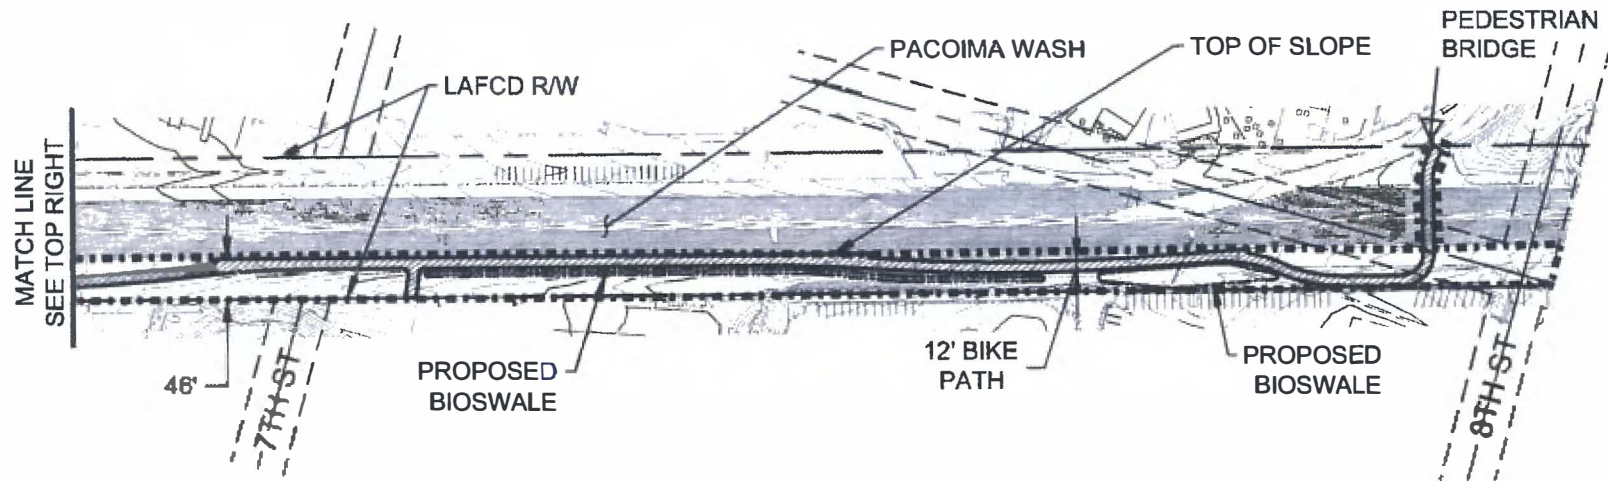 PEDESTRIAN
BRIDGE
PACOIMA WASH
TOP OF SLOPE
LAFCD R/W
MATCH LINE
SEE TOP RIGHT
46'
7TH ST
PROPOSED
BIOSWALE
12' BIKE
PATH
PROPOSED
BIOSWALE
8TH ST